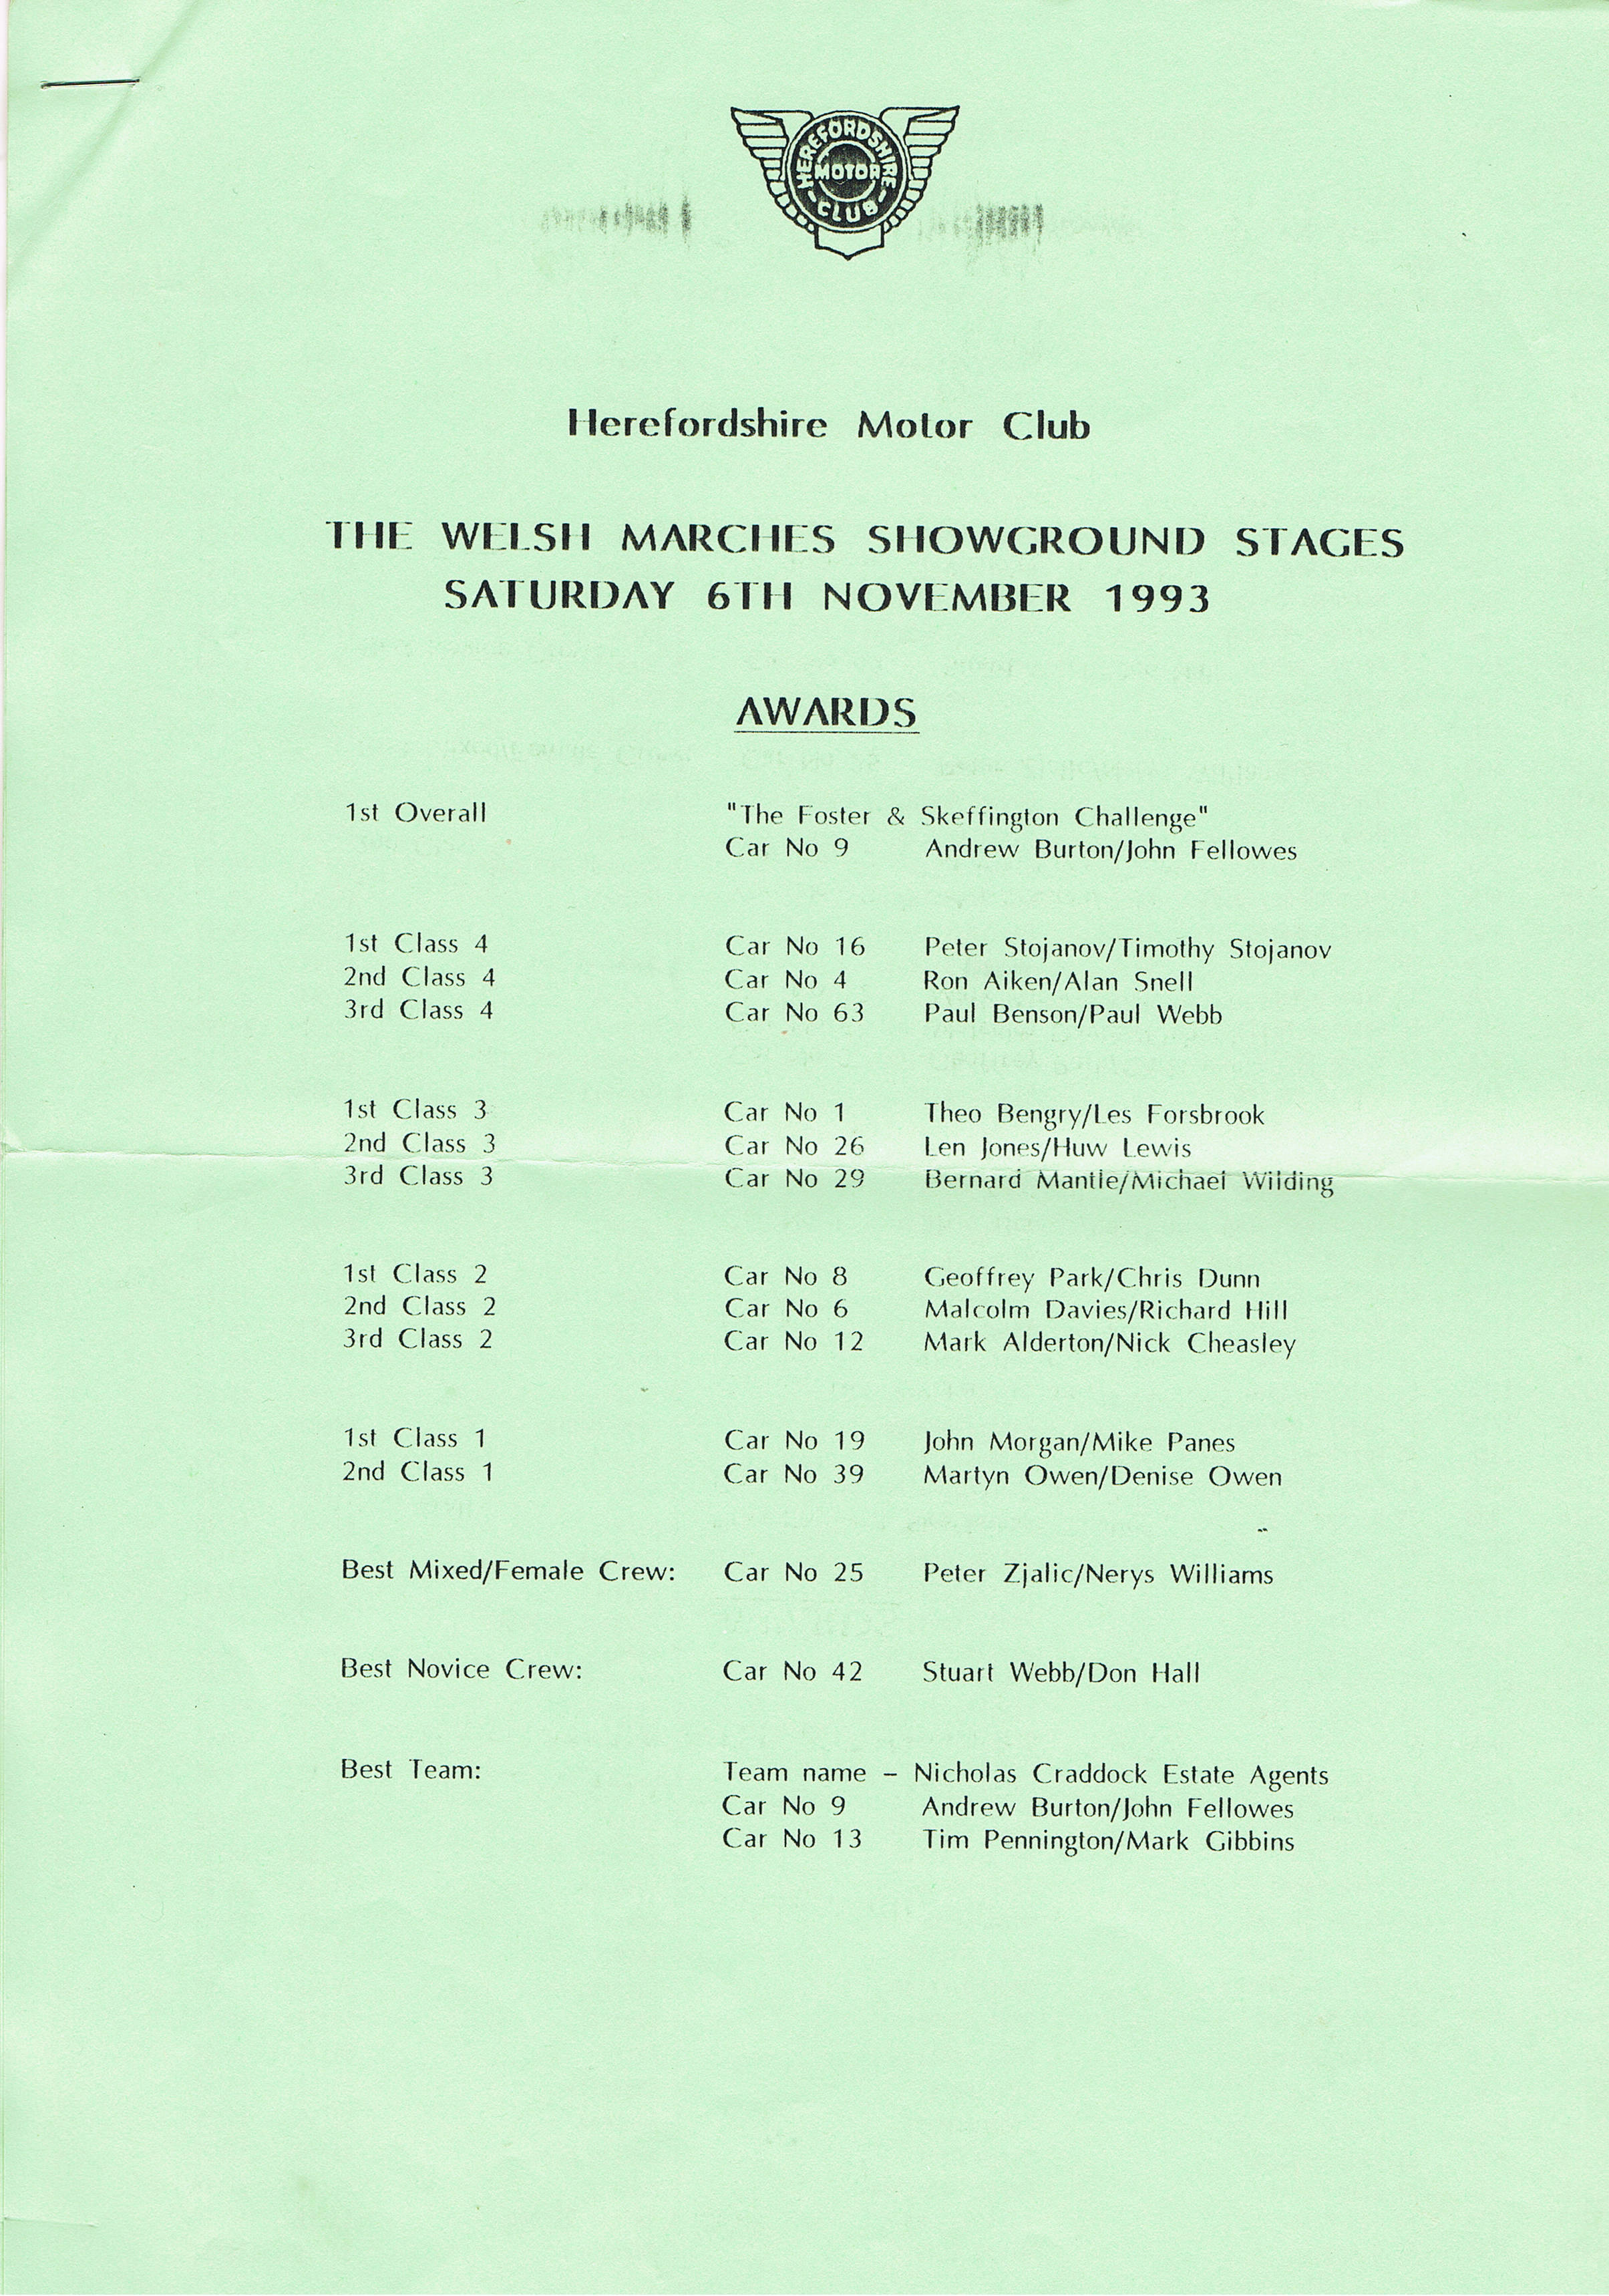 HEREFORDSHIRE
MOTOR
CLUB
Herefordshire Motor Club
THE WELSH MARCHES SHOWGROUND STAGES
SATURDAY 6TH NOVEMBER 1993
AWARDS
1st Overall "The Foster & Skeffington Challenge"
Car No 9 Andrew Burton/John Fellowes
1st Class 4 Car No 16 Peter Stojanov/Timothy Stojanov
2nd Class 4 Car No 4 Ron Aiken/Alan Snell
3rd Class 4 Car No 63 Paul Benson/Paul Webb
1st Class 3 Car No 1 Theo Bengry/Les Forsbrook
2nd Class 3 Car No 26 Len Jones/Huw Lewis
3rd Class 3 Car No 29 Bernard Mantle/Michael Wilding
1st Class 2 Car No 8 Geoffrey Park/Chris Dunn
2nd Class 2 Car No 6 Malcolm Davies/Richard Hill
3rd Class 2 Car No 12 Mark Alderton/Nick Cheasley
1st Class 1 Car No 19 John Morgan/Mike Panes
2nd Class 1 Car No 39 Martyn Owen/Denise Owen
Best Mixed/Female Crew: Car No 25 Peter Zjalic/Nerys Williams
Best Novice Crew: Car No 42 Stuart Webb/Don Hall
Best Team: Team name – Nicholas Craddock Estate Agents
Car No 9 Andrew Burton/John Fellowes
Car No 13 Tim Pennington/Mark Gibbins